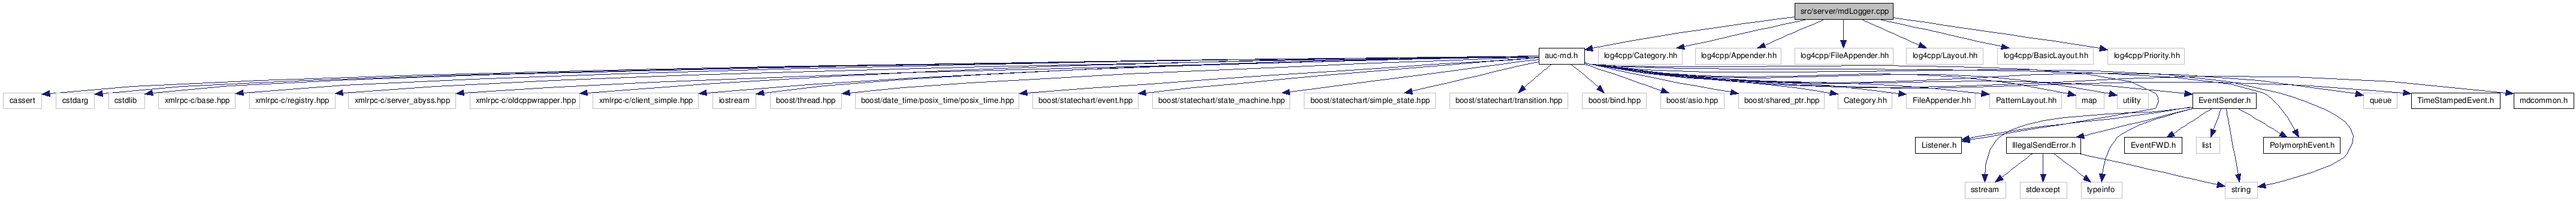 src/server/mdLogger.cpp
auc-md.h
log4cpp/Category.hh
log4cpp/Appender.hh
log4cpp/FileAppender.hh
log4cpp/Layout.hh
log4cpp/BasicLayout.hh
log4cpp/Priority.hh
cassert
cstdarg
cstdlib
xmlrpc-c/base.hpp
xmlrpc-c/registry.hpp
xmlrpc-c/server_abyss.hpp
xmlrpc-c/oldcppwrapper.hpp
xmlrpc-c/client_simple.hpp
iostream
boost/thread.hpp
boost/date_time/posix_time/posix_time.hpp
boost/statechart/event.hpp
boost/statechart/state_machine.hpp
boost/statechart/simple_state.hpp
boost/statechart/transition.hpp
boost/bind.hpp
boost/asio.hpp
boost/shared_ptr.hpp
Category.hh
FileAppender.hh
PatternLayout.hh
map
utility
EventSender.h
queue
TimeStampedEvent.h
mdcommon.h
Listener.h
IllegalSendError.h
EventFWD.h
list
PolymorphEvent.h
sstream
stdexcept
typeinfo
string